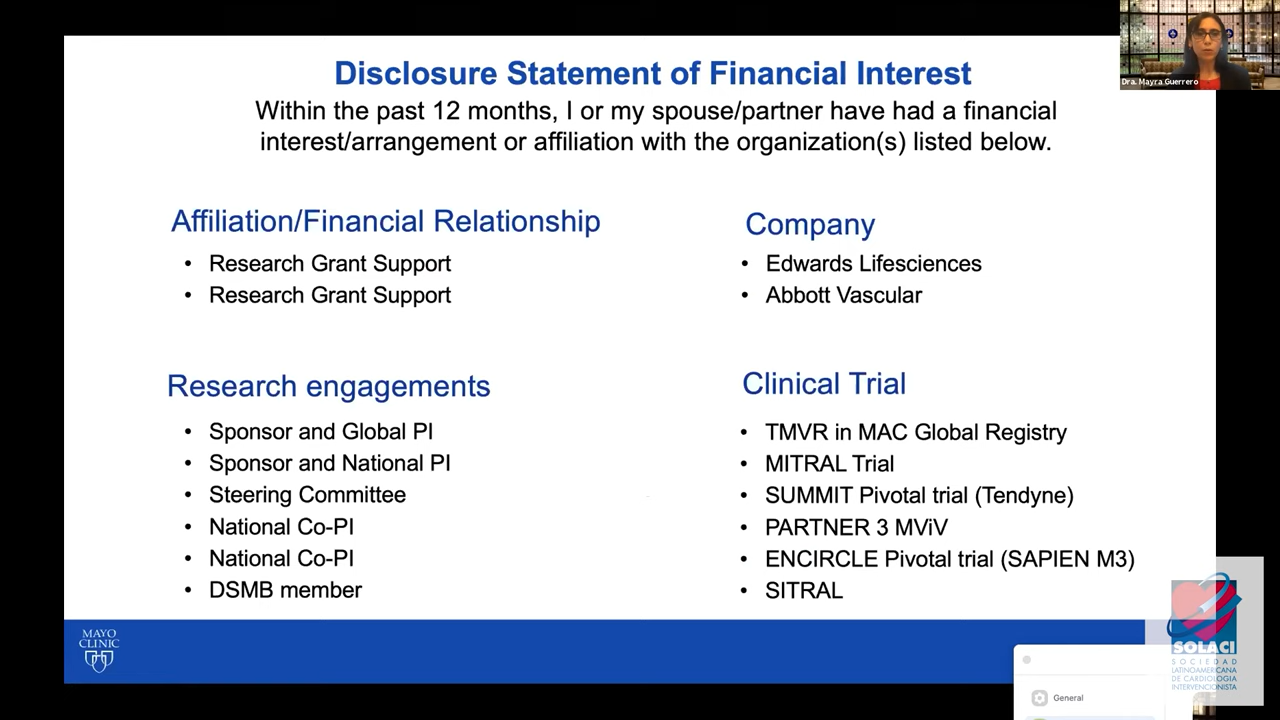 Disclosure Statement of Financial Interest
Within the past 12 months, I or my spouse/partner have had a financial
interest/arrangement or affiliation with the organization(s) listed below.
Dra. Mayra Guerrero
Affiliation/Financial Relationship
• Research Grant Support
• Research Grant Support
Company
• Edwards Lifesciences
• Abbott Vascular
Research engagements
• Sponsor and Global PI
• Sponsor and National PI
• Steering Committee
• National Co-PI
• National Co-PI
• DSMB member
Clinical Trial
• TMVR in MAC Global Registry
• MITRAL Trial
• SUMMIT Pivotal trial (Tendyne)
• PARTNER 3 MViV
• ENCIRCLE Pivotal trial (SAPIEN M3)
• SITRAL
MAYO
CLINIC
SOLACI
SOCIEDAD
LATINOAMERICANA
DE CARDIOLOGIA
INTERVENCIONISTA
General